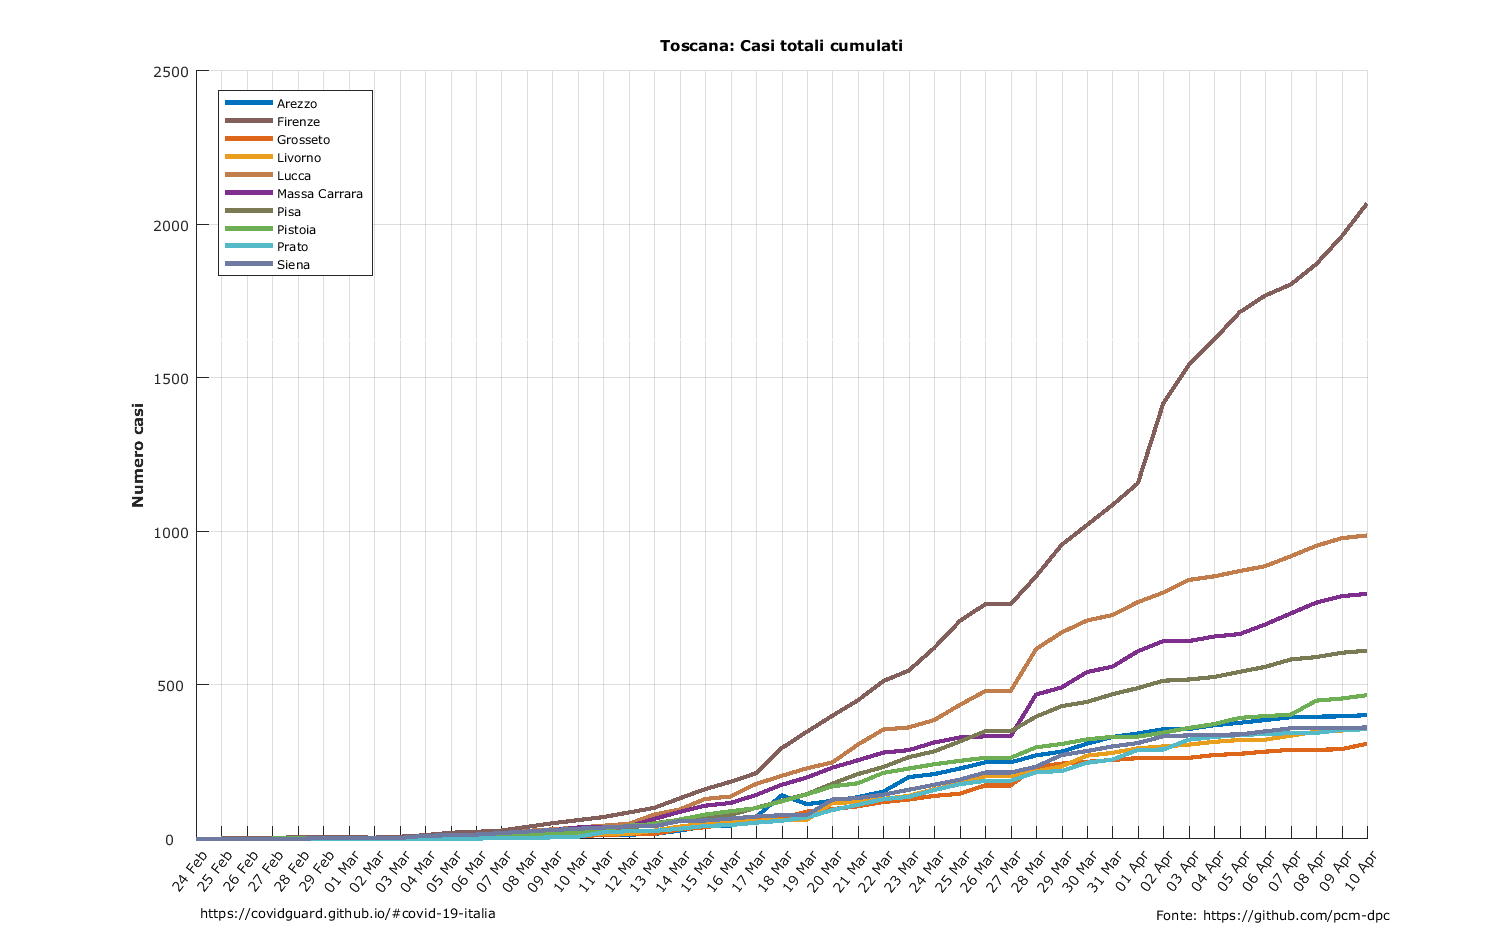 Toscana: Casi totali cumulati
2500
2000
1500
1000
500
0
Numero casi
Arezzo
Firenze
Grosseto
Livorno
Lucca
Massa Carrara
Pisa
Pistoia
Prato
Siena
24 Feb
25 Feb
26 Feb
27 Feb
28 Feb
29 Feb
01 Mar
02 Mar
03 Mar
04 Mar
05 Mar
06 Mar
07 Mar
08 Mar
09 Mar
10 Mar
11 Mar
12 Mar
13 Mar
14 Mar
15 Mar
16 Mar
17 Mar
18 Mar
19 Mar
20 Mar
21 Mar
22 Mar
23 Mar
24 Mar
25 Mar
26 Mar
27 Mar
28 Mar
29 Mar
30 Mar
31 Mar
01 Apr
02 Apr
03 Apr
04 Apr
05 Apr
06 Apr
07 Apr
08 Apr
09 Apr
10 Apr
https://covidguard.github.io/#covid-19-italia
Fonte: https://github.com/pcm-dpc